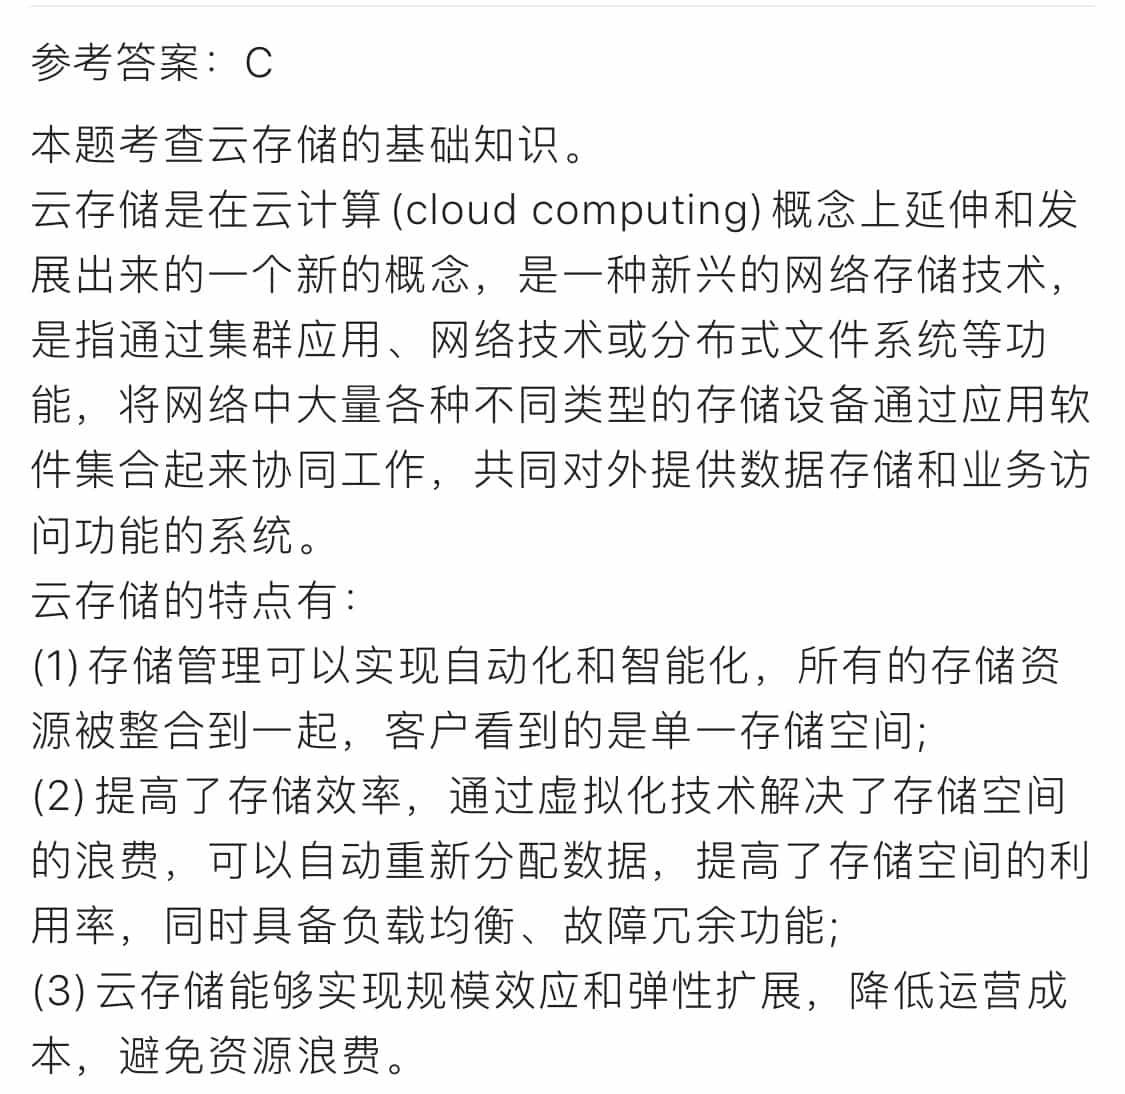 参考答案：C
本题考查云存储的基础知识。
云存储是在云计算(cloud computing)概念上延伸和发
展出来的一个新的概念，是一种新兴的网络存储技术，
是指通过集群应用、网络技术或分布式文件系统等功
能，将网络中大量各种不同类型的存储设备通过应用软
件集合起来协同工作，共同对外提供数据存储和业务访
问功能的系统。
云存储的特点有：
(1)存储管理可以实现自动化和智能化，所有的存储资
源被整合到一起，客户看到的是单一存储空间;
(2)提高了存储效率，通过虚拟化技术解决了存储空间
的浪费，可以自动重新分配数据，提高了存储空间的利
用率，同时具备负载均衡、故障冗余功能;
(3)云存储能够实现规模效应和弹性扩展，降低运营成
本，避免资源浪费。